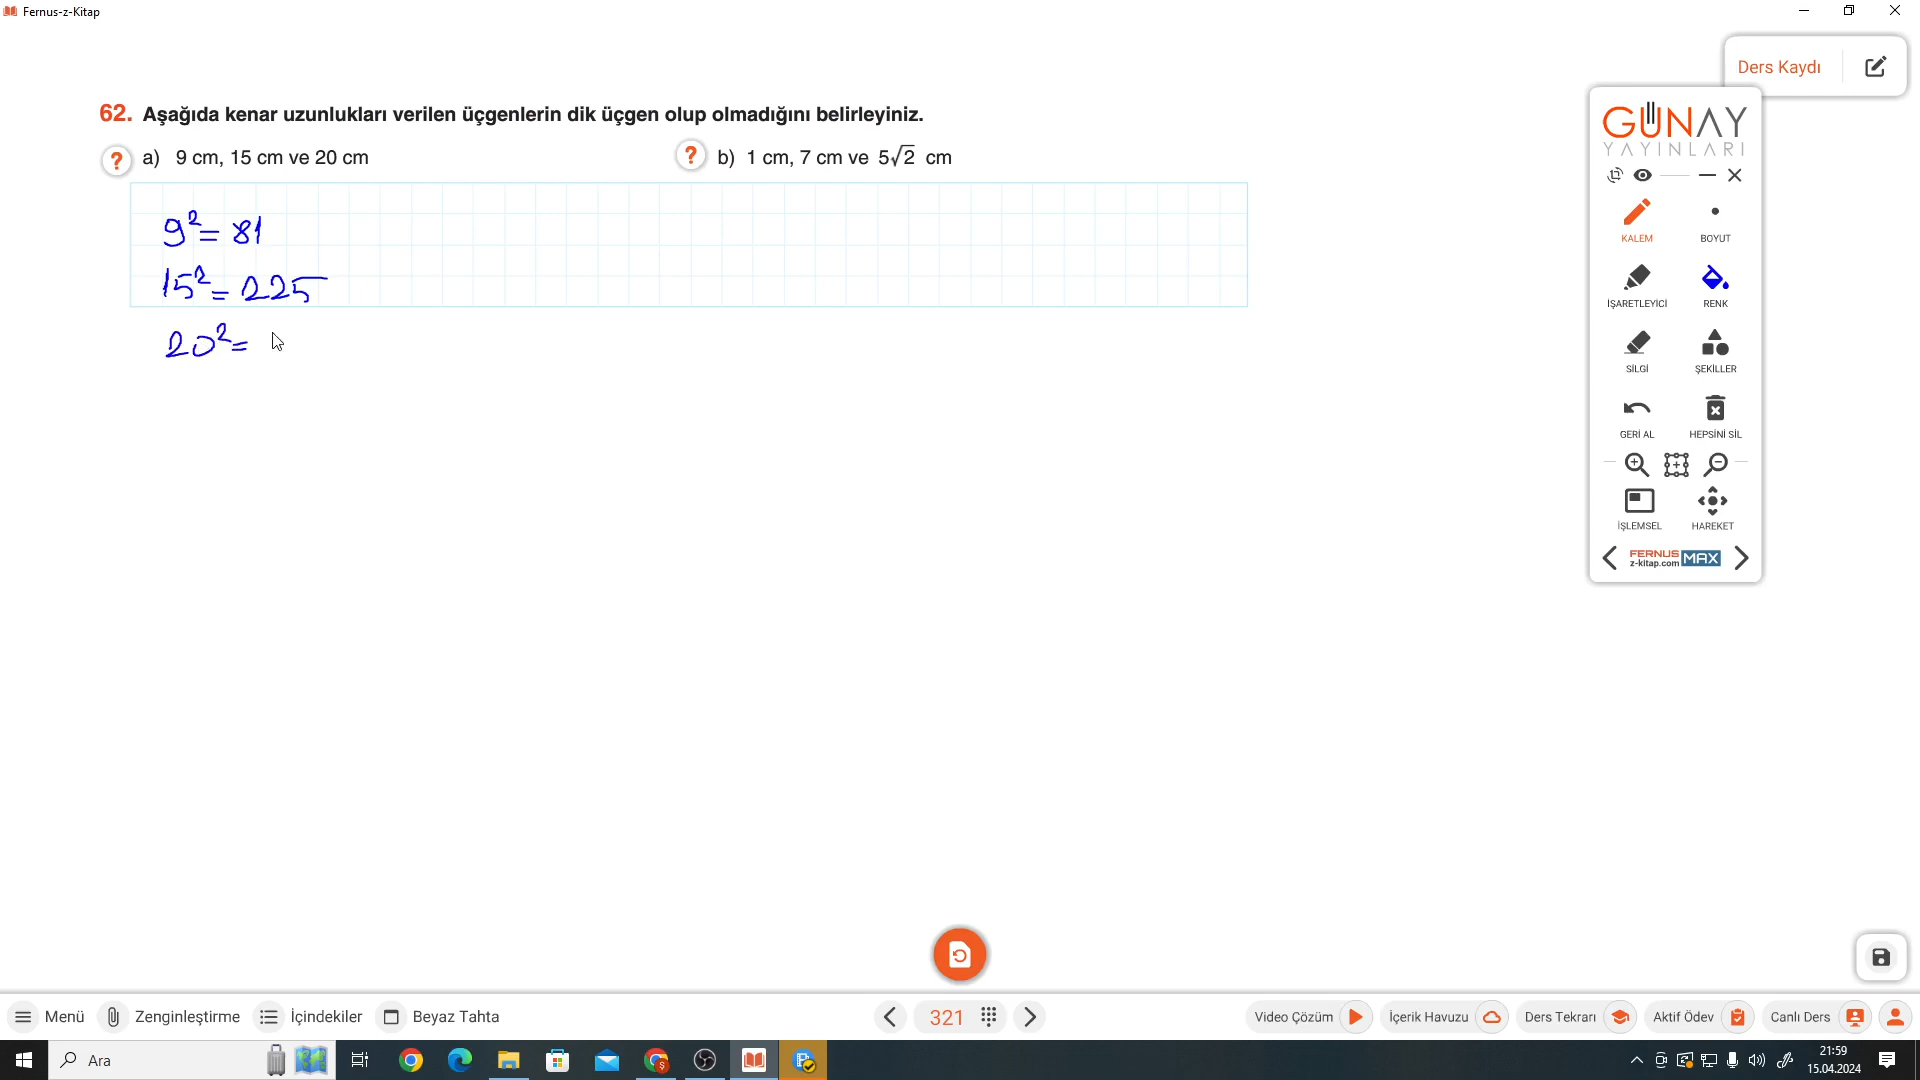 Fernus-z-Kitap
Ders Kaydı
62. Aşağıda kenar uzunlukları verilen üçgenlerin dik üçgen olup olmadığını belirleyiniz.
? a) 9 cm, 15 cm ve 20 cm
? b) 1 cm, 7 cm ve 5√2 cm
9² = 81
15² = 225
20² =
GÜNAY
YAYINLARI
KALEM
BOYUT
İŞARETLEYİCİ
RENK
SİLGİ
ŞEKİLLER
GERİ AL
HEPSİNİ SİL
İŞLEMSEL
HAREKET
FERNUS
z-kitap.com MAX
Menü
Zenginleştirme
İçindekiler
Beyaz Tahta
321
Video Çözüm
İçerik Havuzu
Ders Tekrarı
Aktif Ödev
Canlı Ders
Ara
21:59
15.04.2024